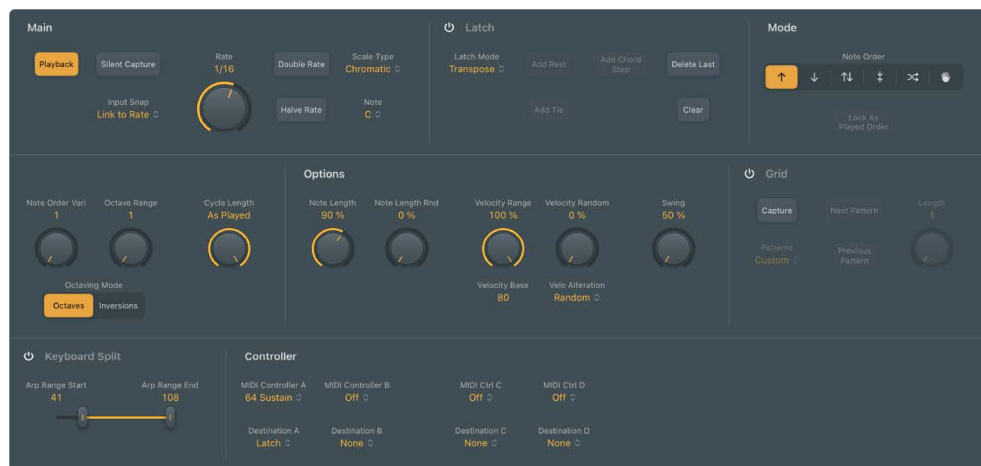 Main
Playback
Silent Capture
Rate
1/16
Double Rate
Scale Type
Chromatic
Input Snap
Link to Rate
Halve Rate
Note
C
Latch
Latch Mode
Transpose
Add Rest
Add Chord
Step
Delete Last
Add Tie
Clear
Mode
Note Order
Lock As
Played Order
Note Order Vari
1
Octave Range
1
Cycle Length
As Played
Octaving Mode
Octaves
Inversions
Options
Note Length
90 %
Note Length Rnd
0 %
Velocity Range
100 %
Velocity Random
0 %
Swing
50 %
Velocity Base
80
Velo Alteration
Random
Grid
Capture
Next Pattern
Length
1
Patterns
Custom
Previous
Pattern
Keyboard Split
Arp Range Start
41
Arp Range End
108
Controller
MIDI Controller A
64 Sustain
MIDI Controller B
Off
MIDI Ctrl C
Off
MIDI Ctrl D
Off
Destination A
Latch
Destination B
None
Destination C
None
Destination D
None